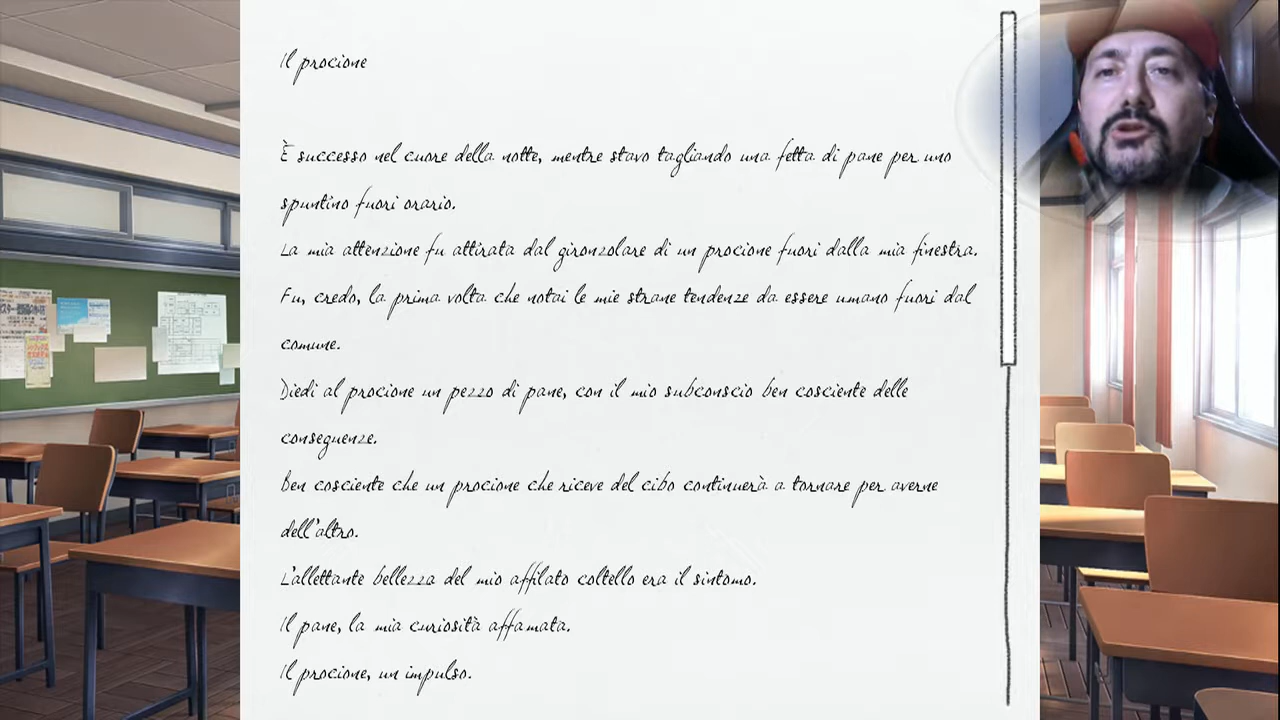 Il procione
È successo nel cuore della notte, mentre stavo tagliando una fetta di pane per uno
spuntino fuori orario.
La mia attenzione fu attirata dal gironzolare di un procione fuori dalla mia finestra.
Fu, credo, la prima volta che notai le mie strane tendenze da essere umano fuori dal
comune.
Diedi al procione un pezzo di pane, con il mio subconscio ben cosciente delle
conseguenze.
Ben cosciente che un procione che riceve del cibo continuerà a tornare per averne
dell'altro.
L'allettante bellezza del mio affilato coltello era il sintomo.
Il pane, la mia curiosità affamata.
Il procione, un impulso.